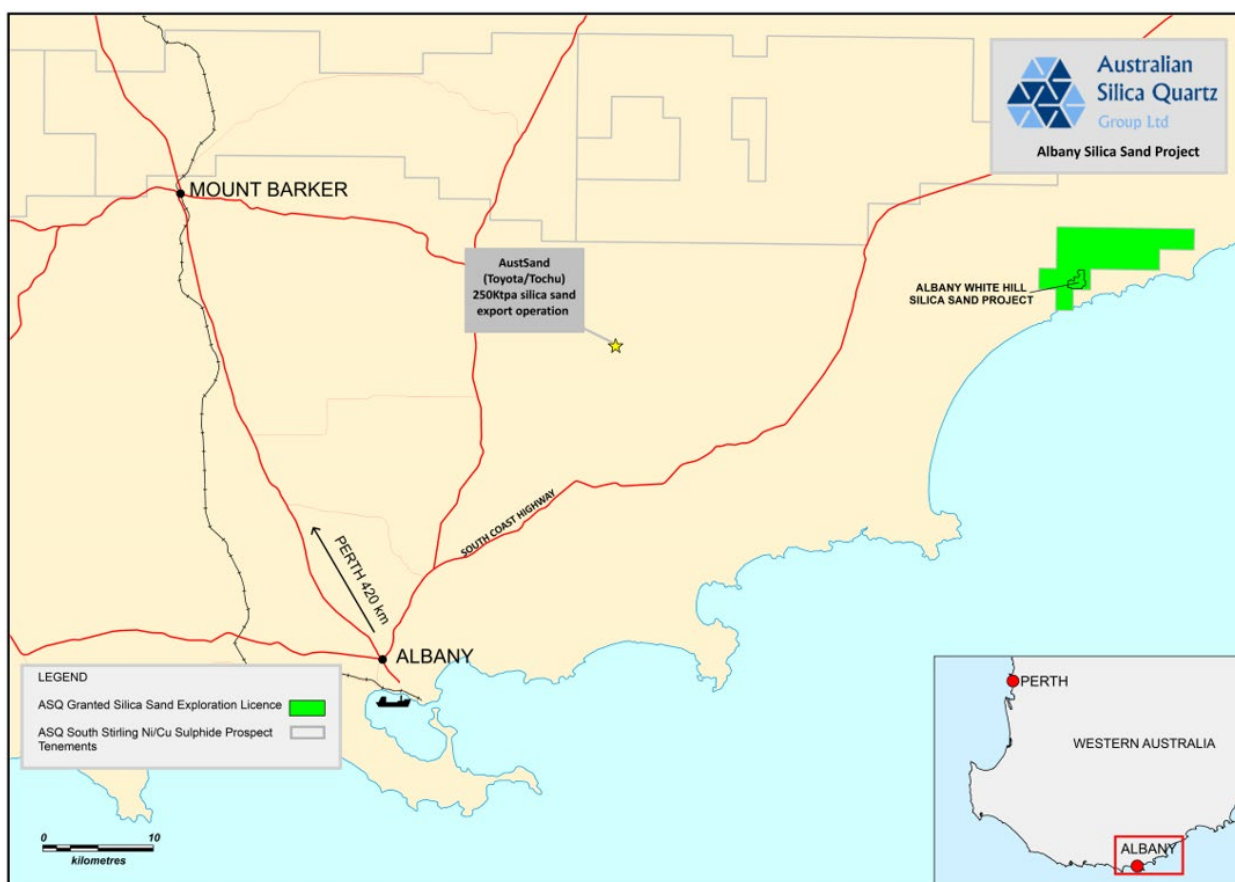 Australian
Silica Quartz
Group Ltd
Albany Silica Sand Project
MOUNT BARKER
AustSand
(Toyota/Tochu)
250Ktpa silica sand
export operation
ALBANY WHITE HILL
SILICA SAND PROJECT
SOUTH COAST HIGHWAY
PERTH 420 km
ALBANY
LEGEND
ASQ Granted Silica Sand Exploration Licence
ASQ South Stirling Ni/Cu Sulphide Prospect
Tenements
0 10
kilometres
PERTH
WESTERN AUSTRALIA
ALBANY